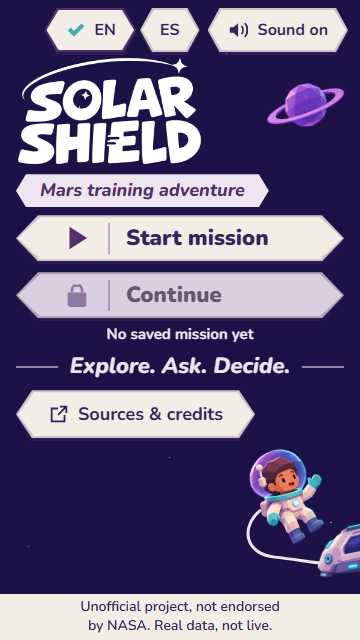 EN
ES
Sound on
SOLAR
SHIELD
Mars training adventure
Start mission
Continue
No saved mission yet
Explore. Ask. Decide.
Sources & credits
Unofficial project, not endorsed
by NASA. Real data, not live.